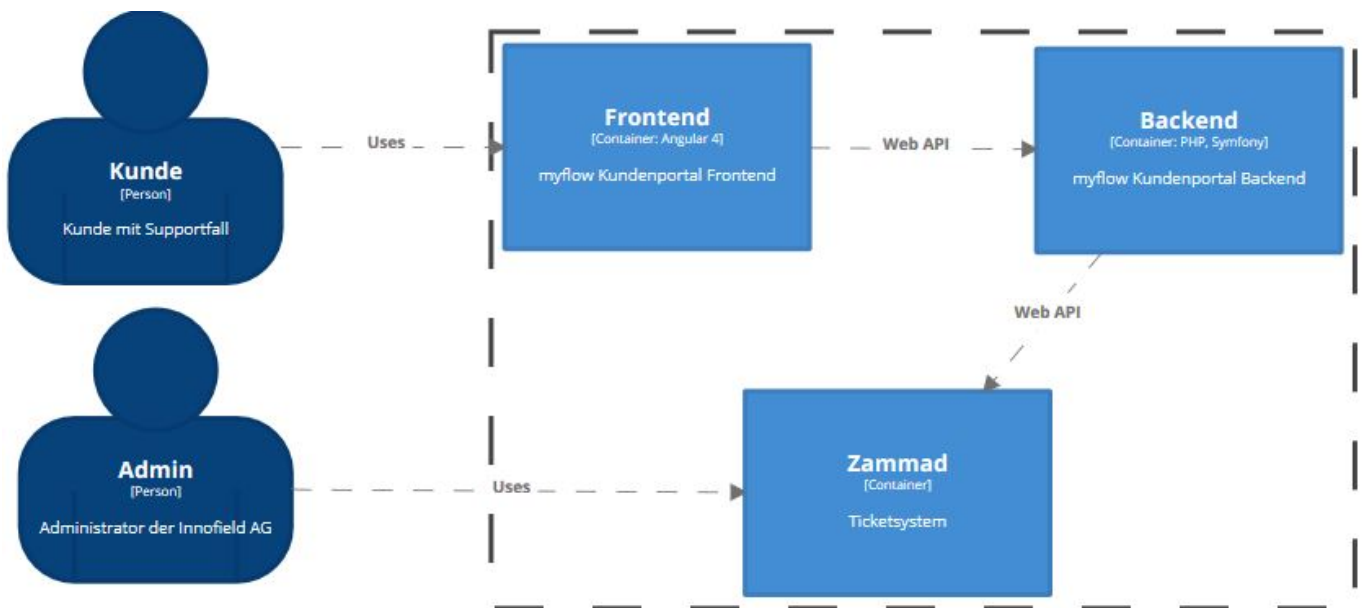 Kunde
[Person]
Kunde mit Supportfall
Uses
Frontend
[Container: Angular 4]
myflow Kundenportal Frontend
Web API
Backend
[Container: PHP, Symfony]
myflow Kundenportal Backend
Web API
Admin
[Person]
Administrator der Innofield AG
Uses
Zammad
[Container]
Ticketsystem